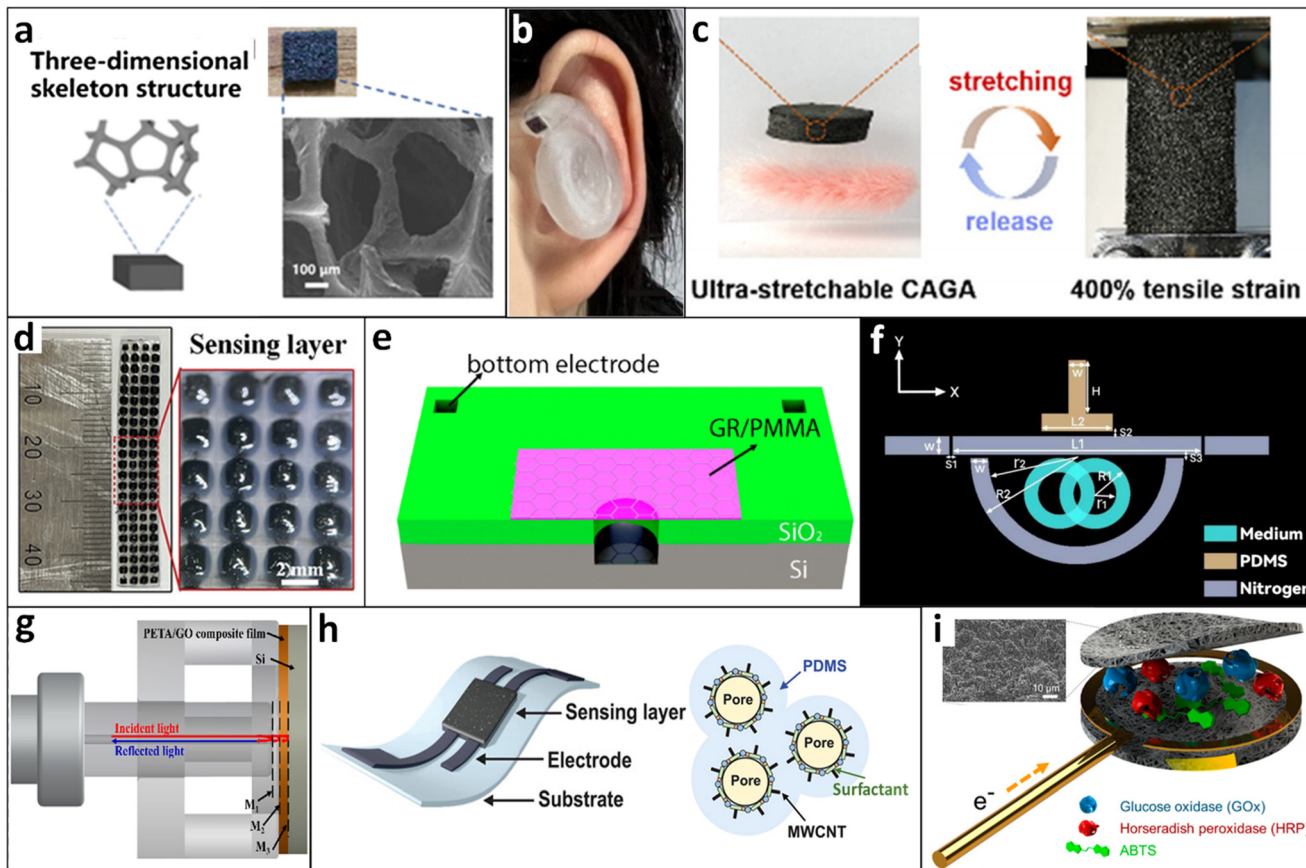 a
Three-dimensional
skeleton structure
100 μm
b
c
stretching
release
Ultra-stretchable CAGA
400% tensile strain
d
Sensing layer
10
20
30
40
2 mm
e
bottom electrode
GR/PMMA
SiO₂
Si
f
Y
X
W
H
L2
S2
W
L1
S1
S3
W
r2
R2
R1
r1
Medium
PDMS
Nitrogen
g
PETA/GO composite film
Si
Incident light
Reflected light
M₁
M₂
M₃
h
Sensing layer
Electrode
Substrate
PDMS
Pore
Pore
Pore
Surfactant
MWCNT
i
10 μm
e⁻
Glucose oxidase (GOx)
Horseradish peroxidase (HRP)
ABTS